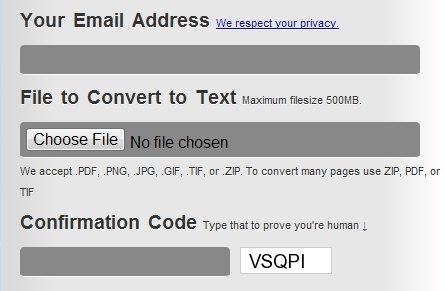 Your Email Address We respect your privacy.
File to Convert to Text Maximum filesize 500MB.
Choose File No file chosen
We accept .PDF, .PNG, .JPG, .GIF, .TIF, or .ZIP. To convert many pages use ZIP, PDF, or
TIF
Confirmation Code Type that to prove you're human ↓
VSQPI